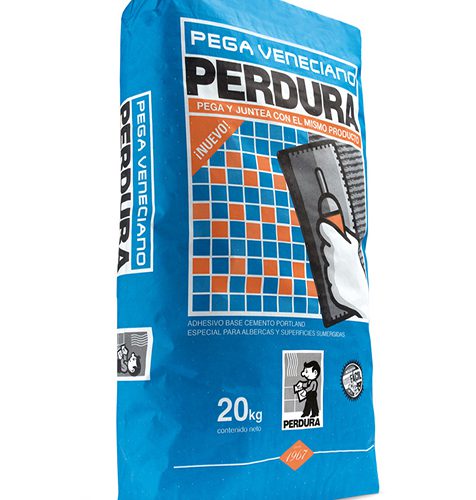 PEGA VENECIANO
PERDURA
PEGA Y JUNTEA CON EL MISMO PRODUCTO
¡NUEVO!
ADHESIVO BASE CEMENTO PORTLAND
ESPECIAL PARA ALBERCAS Y SUPERFICIES SUMERGIDAS
20kg
contenido neto
PERDURA
1967
PEGA VENECIANO
PERDURA